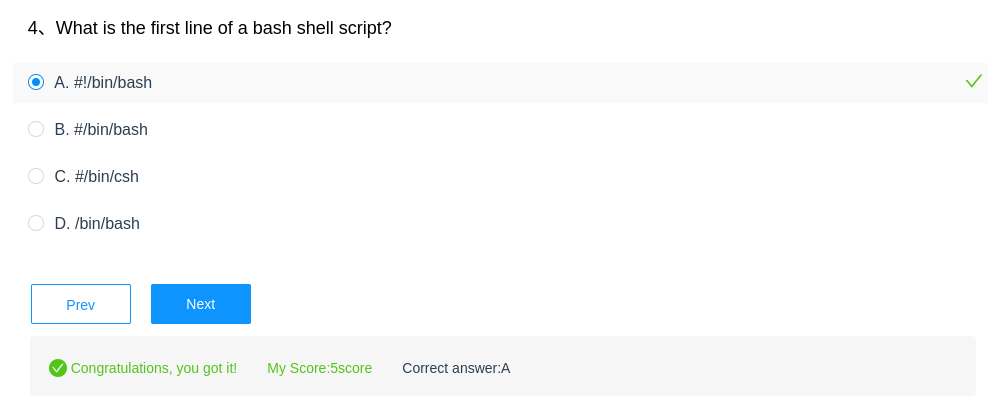 4、What is the first line of a bash shell script?
A. #!/bin/bash
B. #/bin/bash
C. #/bin/csh
D. /bin/bash
Prev Next
Congratulations, you got it! My Score:5score Correct answer:A